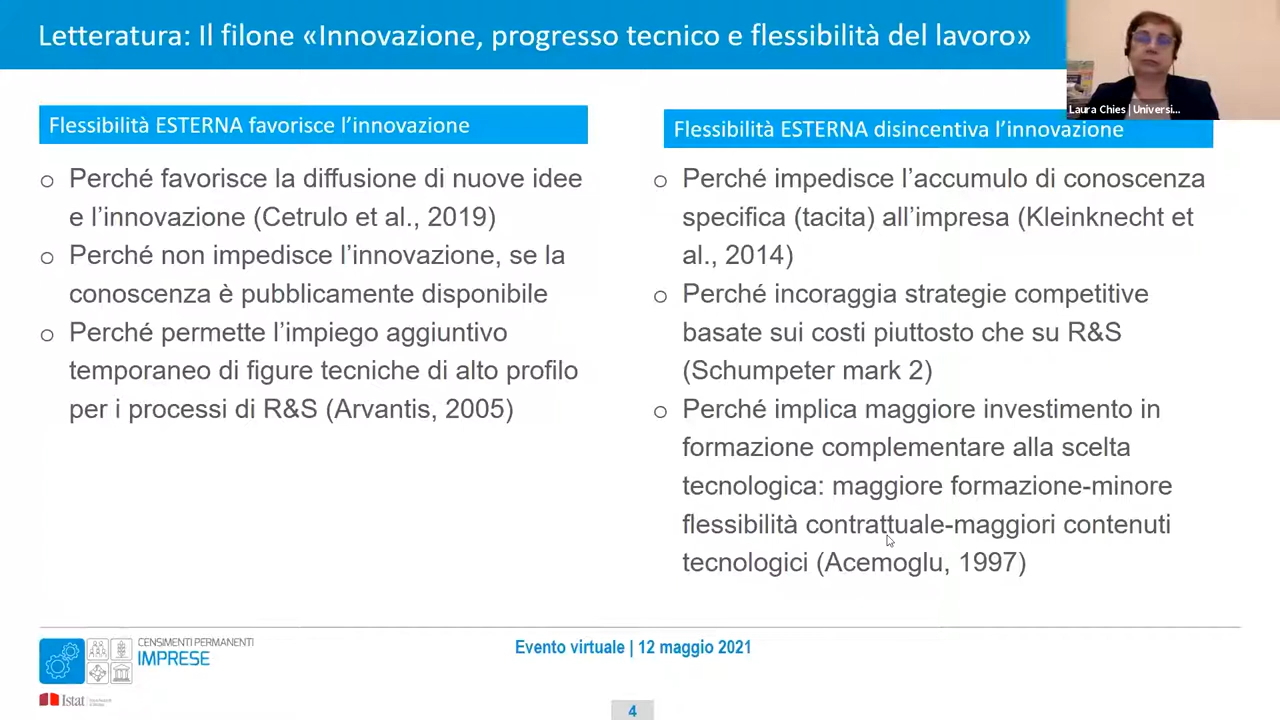 Letteratura: Il filone «Innovazione, progresso tecnico e flessibilità del lavoro»
Laura Chies | Universi...
Flessibilità ESTERNA favorisce l’innovazione
o Perché favorisce la diffusione di nuove idee
e l’innovazione (Cetrulo et al., 2019)
o Perché non impedisce l’innovazione, se la
conoscenza è pubblicamente disponibile
o Perché permette l’impiego aggiuntivo
temporaneo di figure tecniche di alto profilo
per i processi di R&S (Arvantis, 2005)
Flessibilità ESTERNA disincentiva l’innovazione
o Perché impedisce l’accumulo di conoscenza
specifica (tacita) all’impresa (Kleinknecht et
al., 2014)
o Perché incoraggia strategie competitive
basate sui costi piuttosto che su R&S
(Schumpeter mark 2)
o Perché implica maggiore investimento in
formazione complementare alla scelta
tecnologica: maggiore formazione-minore
flessibilità contrattuale-maggiori contenuti
tecnologici (Acemoglu, 1997)
CENSIMENTI PERMANENTI
IMPRESE
Istat
Evento virtuale | 12 maggio 2021
4